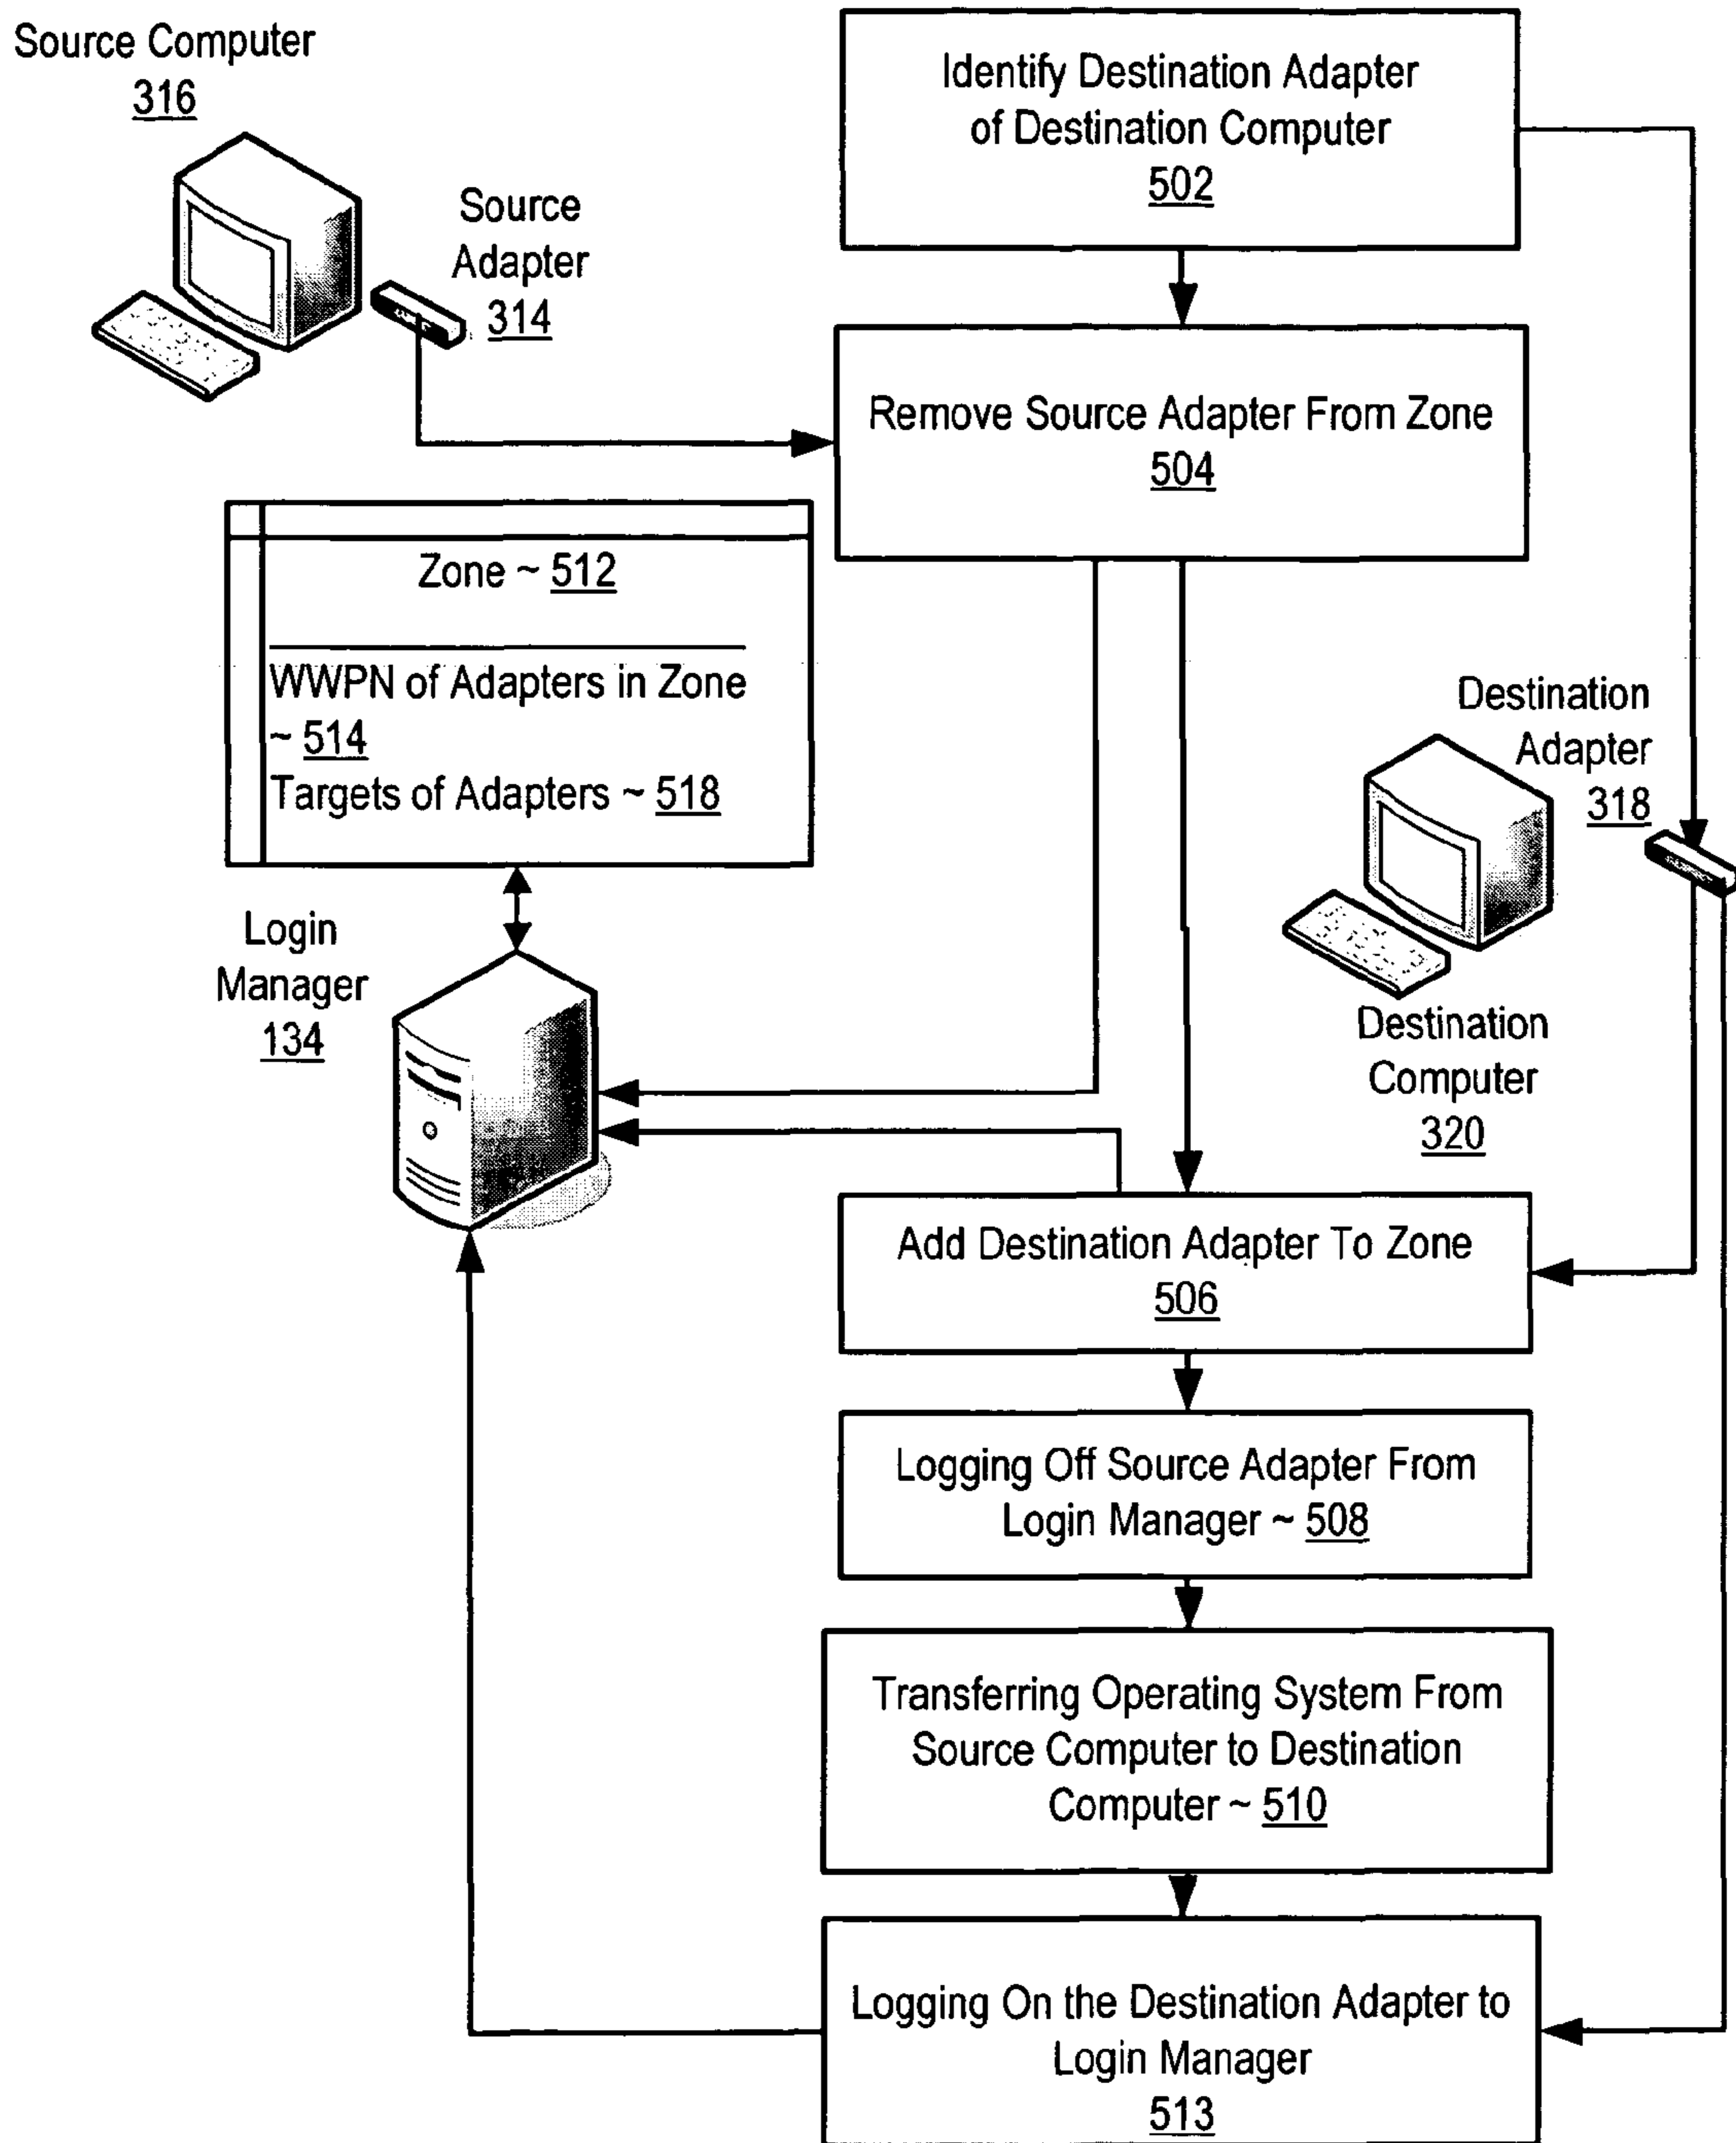 Source Computer
316
Source
Adapter
314
Identify Destination Adapter
of Destination Computer
502
Remove Source Adapter From Zone
504
Zone ~ 512
WWPN of Adapters in Zone
~ 514
Targets of Adapters ~ 518
Login
Manager
134
Destination
Adapter
318
Destination
Computer
320
Add Destination Adapter To Zone
506
Logging Off Source Adapter From
Login Manager ~ 508
Transferring Operating System From
Source Computer to Destination
Computer ~ 510
Logging On the Destination Adapter to
Login Manager
513